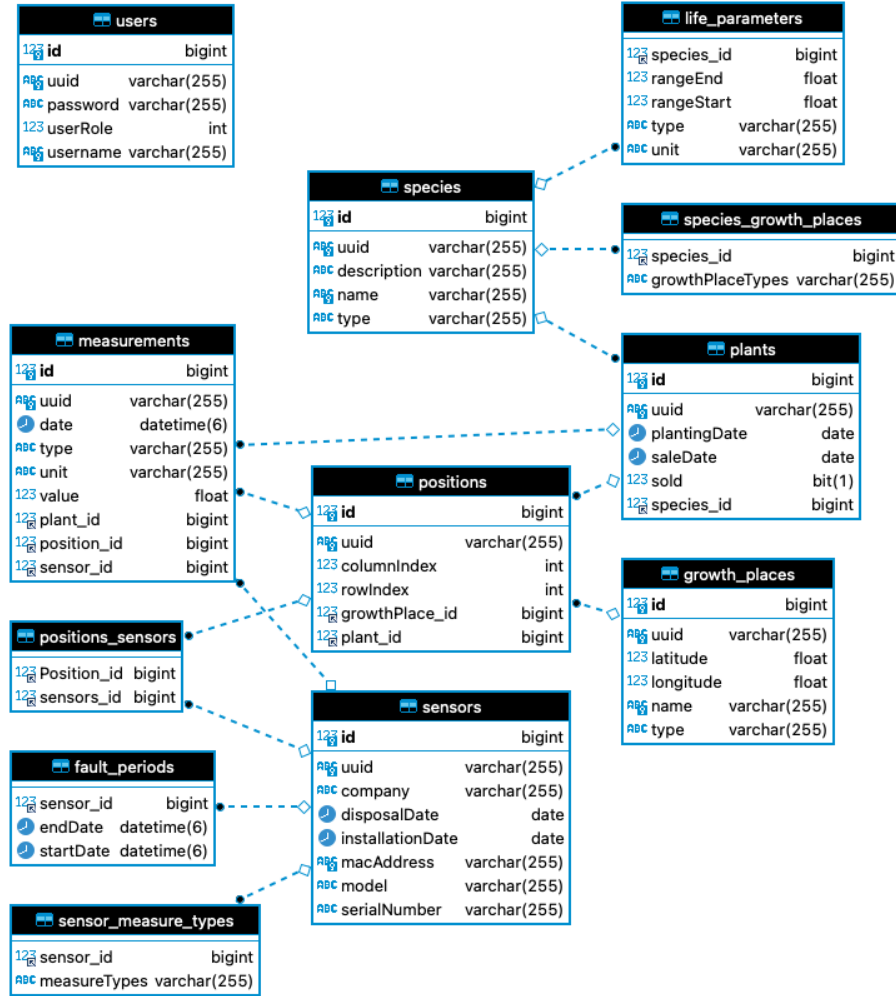 users
id bigint
uuid varchar(255)
password varchar(255)
userRole int
username varchar(255)
life_parameters
species_id bigint
rangeEnd float
rangeStart float
type varchar(255)
unit varchar(255)
species
id bigint
uuid varchar(255)
description varchar(255)
name varchar(255)
type varchar(255)
species_growth_places
species_id bigint
growthPlaceTypes varchar(255)
measurements
id bigint
uuid varchar(255)
date datetime(6)
type varchar(255)
unit varchar(255)
value float
plant_id bigint
position_id bigint
sensor_id bigint
plants
id bigint
uuid varchar(255)
plantingDate date
saleDate date
sold bit(1)
species_id bigint
positions
id bigint
uuid varchar(255)
columnIndex int
rowIndex int
growthPlace_id bigint
plant_id bigint
growth_places
id bigint
uuid varchar(255)
latitude float
longitude float
name varchar(255)
type varchar(255)
positions_sensors
Position_id bigint
sensors_id bigint
sensors
id bigint
uuid varchar(255)
company varchar(255)
disposalDate date
installationDate date
macAddress varchar(255)
model varchar(255)
serialNumber varchar(255)
fault_periods
sensor_id bigint
endDate datetime(6)
startDate datetime(6)
sensor_measure_types
sensor_id bigint
measureTypes varchar(255)